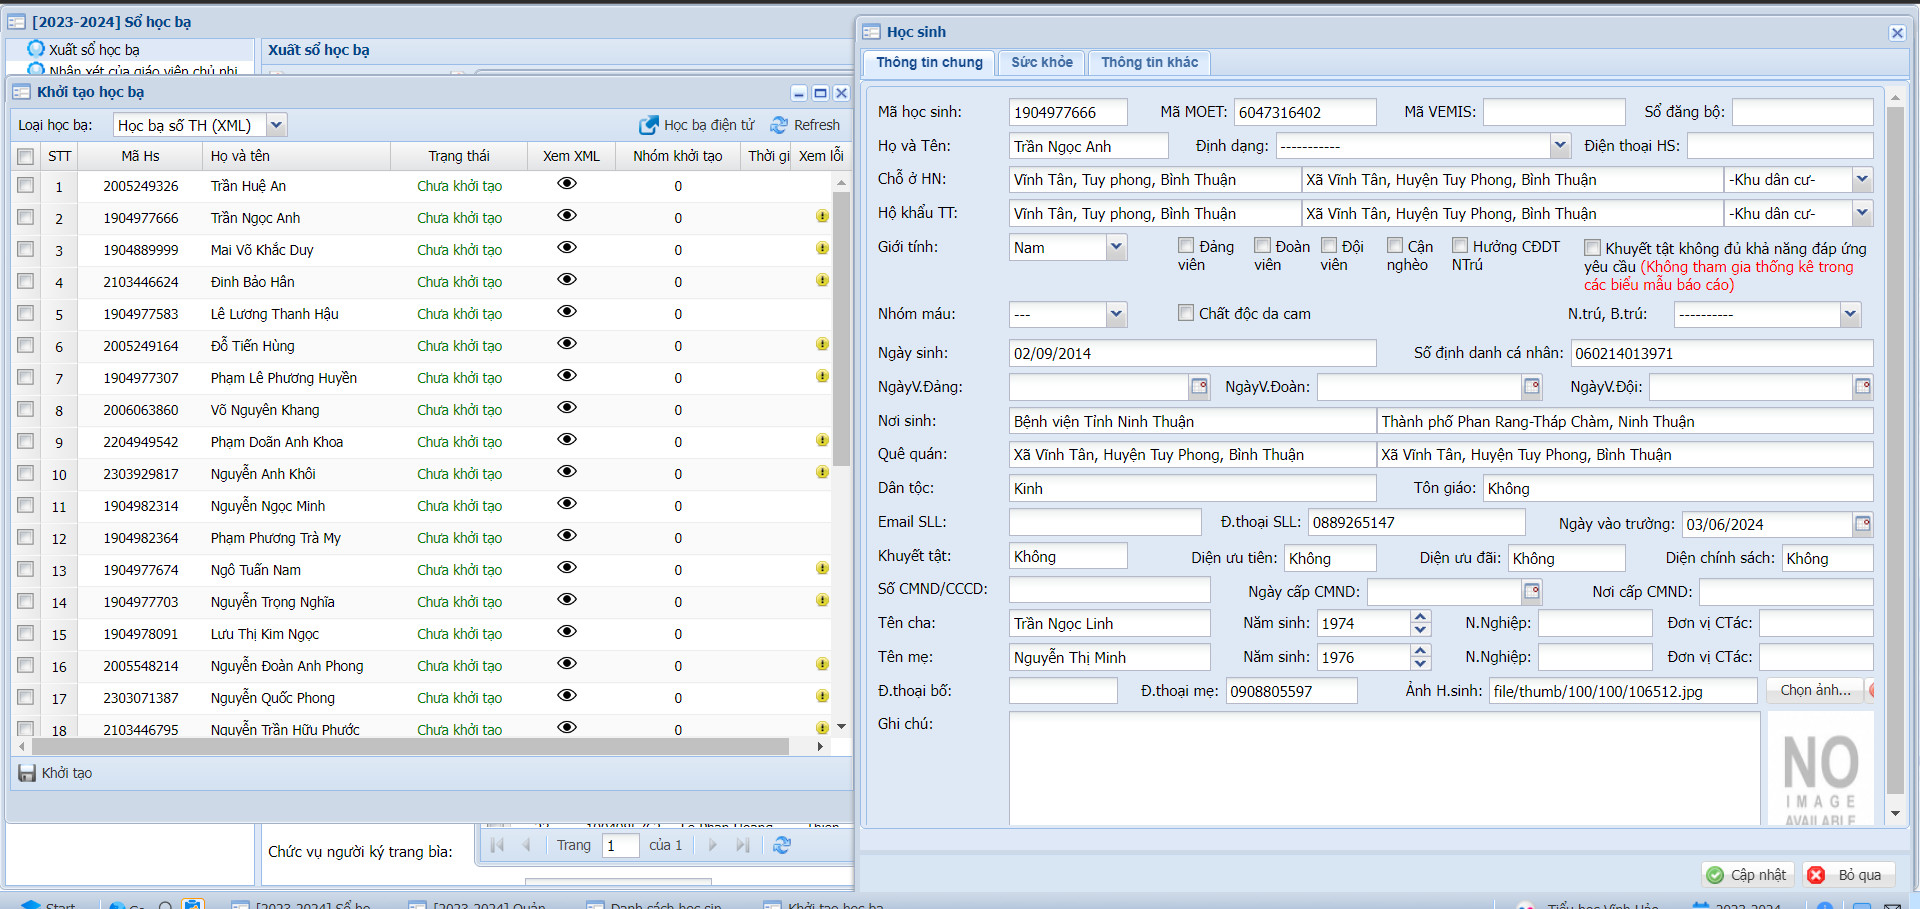 [2023-2024] Sổ học bạ
Xuất sổ học bạ
Nhận xét của giáo viên chủ nhi
Xuất sổ học bạ
Khởi tạo học bạ
Loại học bạ: Học bạ số TH (XML) Học bạ điện tử Refresh
STT Mã Hs Họ và tên Trạng thái Xem XML Nhóm khởi tạo Thời gi Xem lỗi
1 2005249326 Trần Huệ An Chưa khởi tạo 0
2 1904977666 Trần Ngọc Anh Chưa khởi tạo 0
3 1904889999 Mai Võ Khắc Duy Chưa khởi tạo 0
4 2103446624 Đinh Bảo Hân Chưa khởi tạo 0
5 1904977583 Lê Lương Thanh Hậu Chưa khởi tạo 0
6 2005249164 Đỗ Tiến Hùng Chưa khởi tạo 0
7 1904977307 Phạm Lê Phương Huyền Chưa khởi tạo 0
8 2006063860 Võ Nguyên Khang Chưa khởi tạo 0
9 2204949542 Phạm Doãn Anh Khoa Chưa khởi tạo 0
10 2303929817 Nguyễn Anh Khôi Chưa khởi tạo 0
11 1904982314 Nguyễn Ngọc Minh Chưa khởi tạo 0
12 1904982364 Phạm Phương Trà My Chưa khởi tạo 0
13 1904977674 Ngô Tuấn Nam Chưa khởi tạo 0
14 1904977703 Nguyễn Trọng Nghĩa Chưa khởi tạo 0
15 1904978091 Lưu Thị Kim Ngọc Chưa khởi tạo 0
16 2005548214 Nguyễn Đoàn Anh Phong Chưa khởi tạo 0
17 2303071387 Nguyễn Quốc Phong Chưa khởi tạo 0
18 2103446795 Nguyễn Trần Hữu Phước Chưa khởi tạo 0
Khởi tạo
Chức vụ người ký trang bìa:
Trang 1 của 1
Học sinh
Thông tin chung Sức khỏe Thông tin khác
Mã học sinh: 1904977666 Mã MOET: 6047316402 Mã VEMIS: Sổ đăng bộ:
Họ và Tên: Trần Ngọc Anh Định dạng: ----------- Điện thoại HS:
Chỗ ở HN: Vĩnh Tân, Tuy phong, Bình Thuận Xã Vĩnh Tân, Huyện Tuy Phong, Bình Thuận -Khu dân cư-
Hộ khẩu TT: Vĩnh Tân, Tuy phong, Bình Thuận Xã Vĩnh Tân, Huyện Tuy Phong, Bình Thuận -Khu dân cư-
Giới tính: Nam Đảng viên Đoàn viên Đội viên Cận nghèo Hưởng CĐDT NTrú Khuyết tật không đủ khả năng đáp ứng
yêu cầu (Không tham gia thống kê trong
các biểu mẫu báo cáo)
Nhóm máu: --- Chất độc da cam N.trú, B.trú: ----------
Ngày sinh: 02/09/2014 Số định danh cá nhân: 060214013971
NgàyV.Đảng: NgàyV.Đoàn: NgàyV.Đội:
Nơi sinh: Bệnh viện Tỉnh Ninh Thuận Thành phố Phan Rang-Tháp Chàm, Ninh Thuận
Quê quán: Xã Vĩnh Tân, Huyện Tuy Phong, Bình Thuận Xã Vĩnh Tân, Huyện Tuy Phong, Bình Thuận
Dân tộc: Kinh Tôn giáo: Không
Email SLL: Đ.thoại SLL: 0889265147 Ngày vào trường: 03/06/2024
Khuyết tật: Không Diện ưu tiên: Không Diện ưu đãi: Không Diện chính sách: Không
Số CMND/CCCD: Ngày cấp CMND: Nơi cấp CMND:
Tên cha: Trần Ngọc Linh Năm sinh: 1974 N.Nghiệp: Đơn vị CTác:
Tên mẹ: Nguyễn Thị Minh Năm sinh: 1976 N.Nghiệp: Đơn vị CTác:
Đ.thoại bố: Đ.thoại mẹ: 0908805597 Ảnh H.sinh: file/thumb/100/100/106512.jpg Chọn ảnh...
Ghi chú:
NO
IMAGE
AVAILABLE
Cập nhật Bỏ qua
Start [2023-2024] Sổ họ [2023-2024] Quản Danh sách học sin Khởi tạo học bạ Tiểu học Vĩnh Hảo 2023-2024